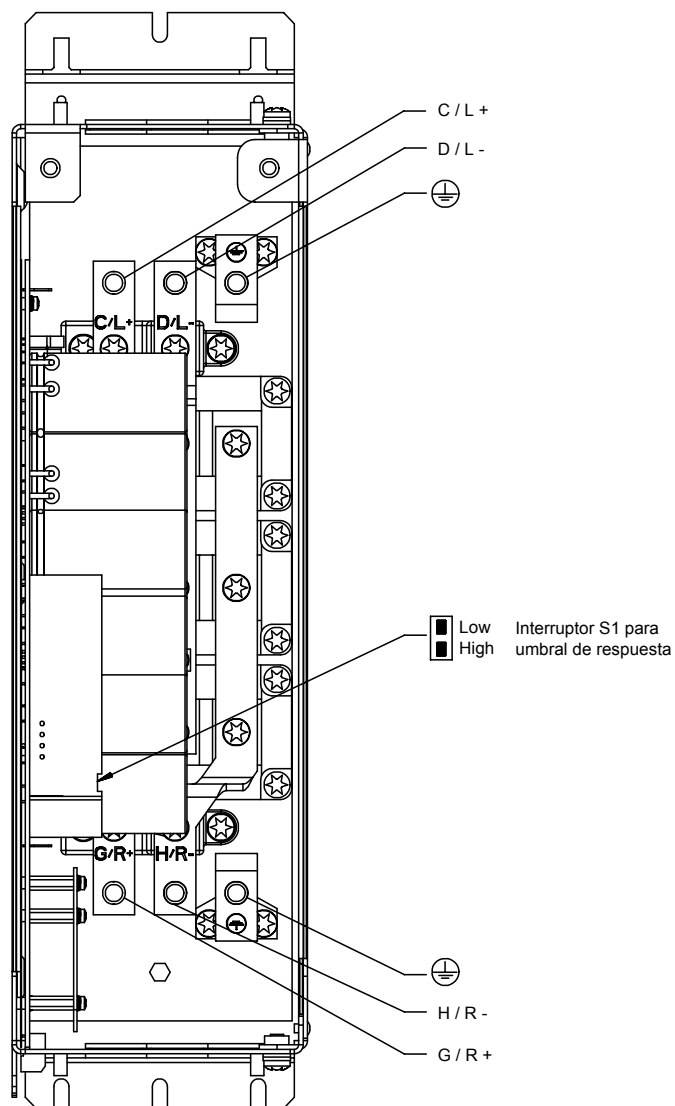 C / L +
D / L -
C/L+ D/L-
Low
High
Interruptor S1 para
umbral de respuesta
G/R+ H/R-
H / R -
G / R +